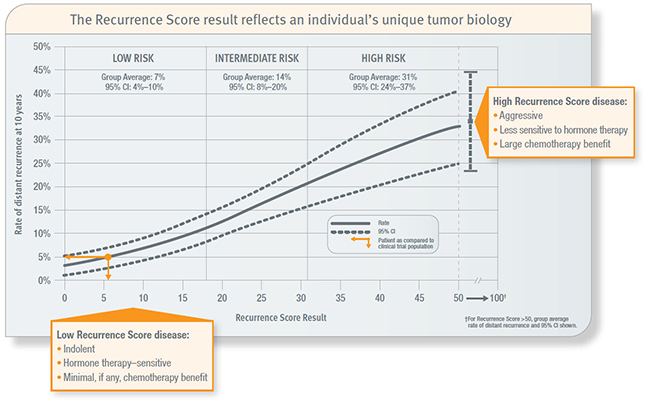 The Recurrence Score result reflects an individual's unique tumor biology
50%
45%
40%
35%
30%
25%
20%
15%
10%
5%
0%
Rate of distant recurrence at 10 years
LOW RISK
Group Average: 7%
95% CI: 4%–10%
INTERMEDIATE RISK
Group Average: 14%
95% CI: 8%–20%
HIGH RISK
Group Average: 31%
95% CI: 24%–37%
High Recurrence Score disease:
• Aggressive
• Less sensitive to hormone therapy
• Large chemotherapy benefit
Rate
95% CI
Patient as compared to
clinical trial population
0 5 10 15 20 25 30 35 40 45 50 100†
Recurrence Score Result
†For Recurrence Score >50, group average
rate of distant recurrence and 95% CI shown.
Low Recurrence Score disease:
• Indolent
• Hormone therapy–sensitive
• Minimal, if any, chemotherapy benefit